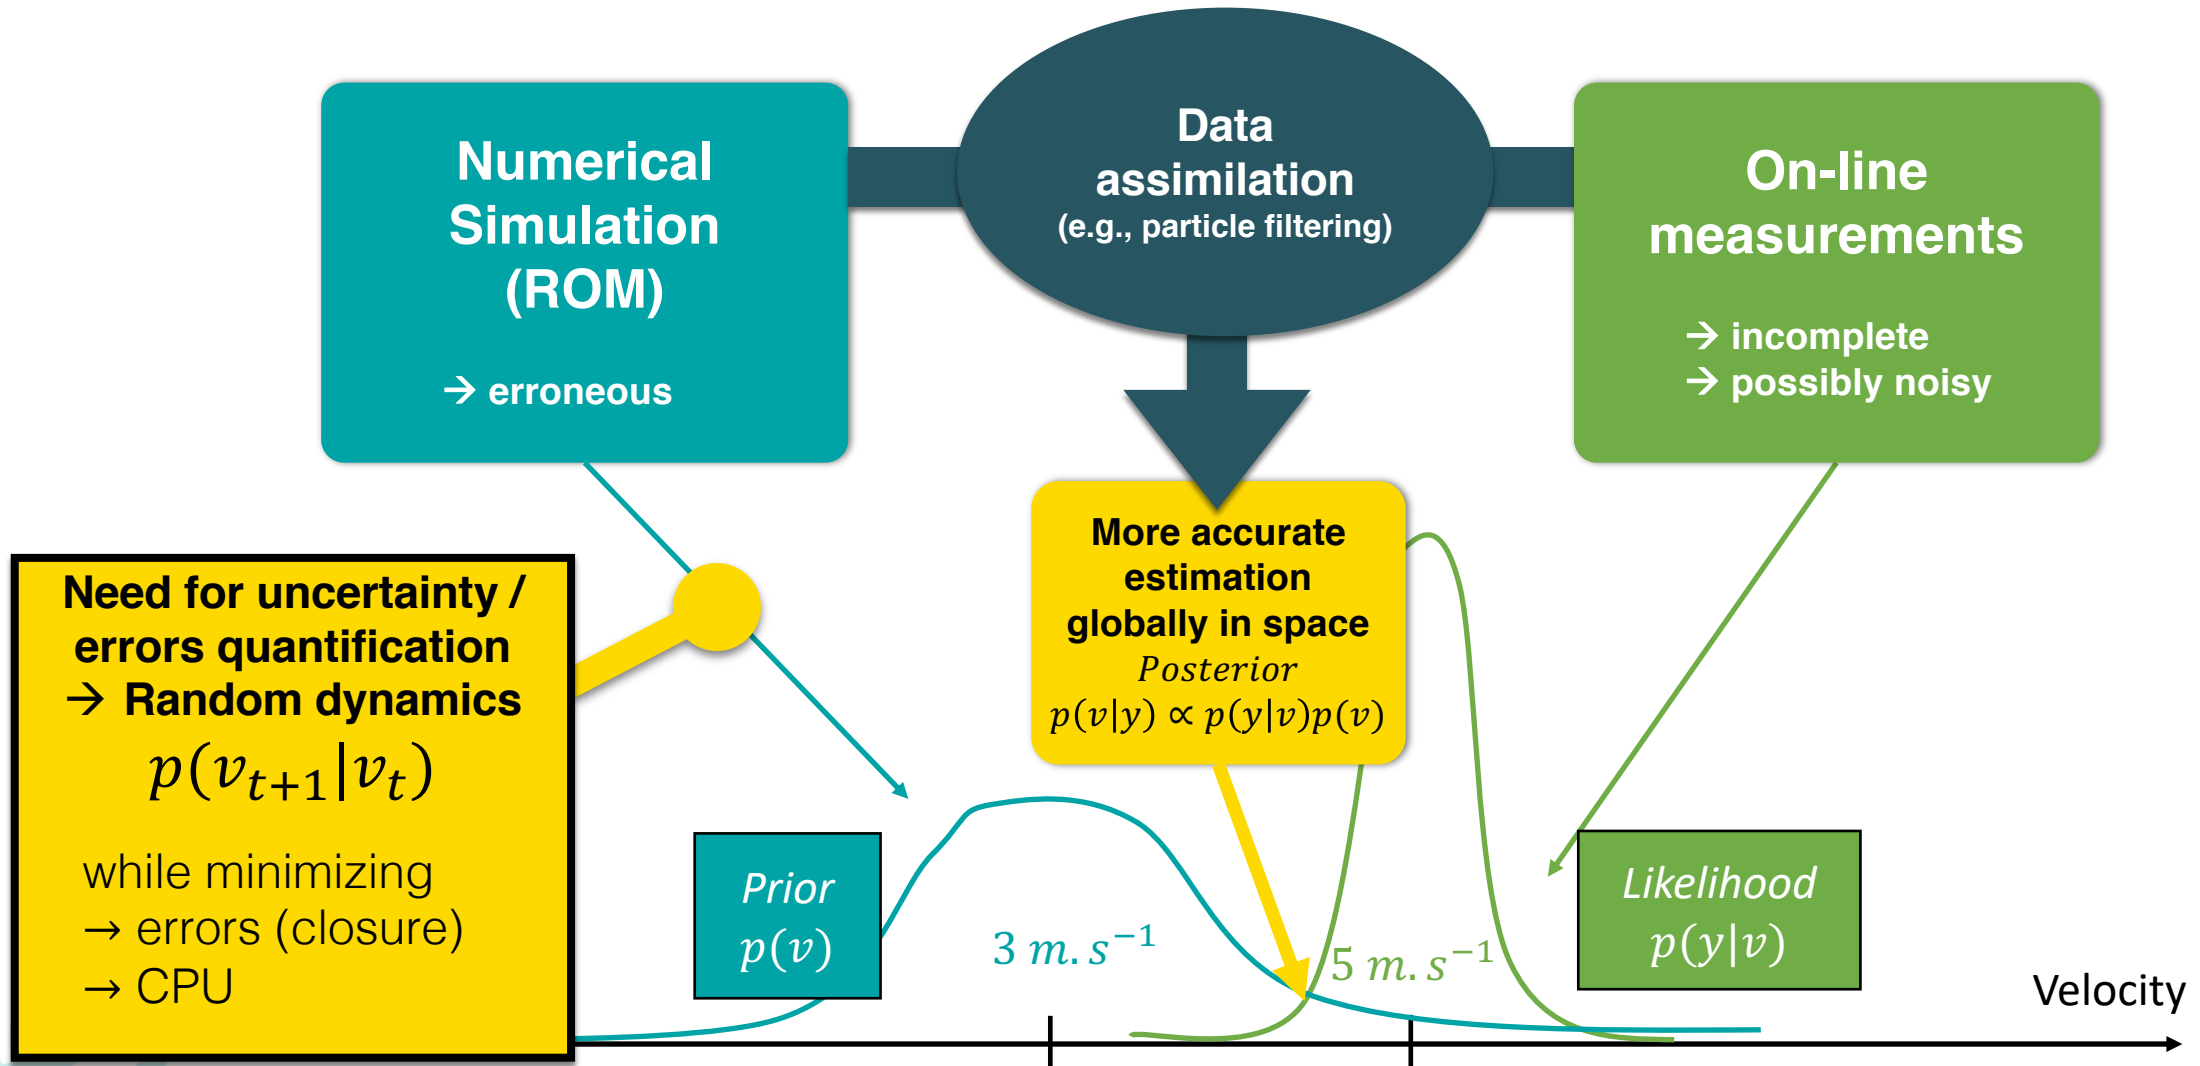 Numerical
Simulation
(ROM)
→ erroneous
Data
assimilation
(e.g., particle filtering)
On-line
measurements
→ incomplete
→ possibly noisy
More accurate
estimation
globally in space
Posterior
p(v|y) ∝ p(y|v)p(v)
Need for uncertainty /
errors quantification
→ Random dynamics
p(v_{t+1}|v_t)
while minimizing
→ errors (closure)
→ CPU
Prior
p(v)
3 m.s⁻¹
5 m.s⁻¹
Likelihood
p(y|v)
Velocity